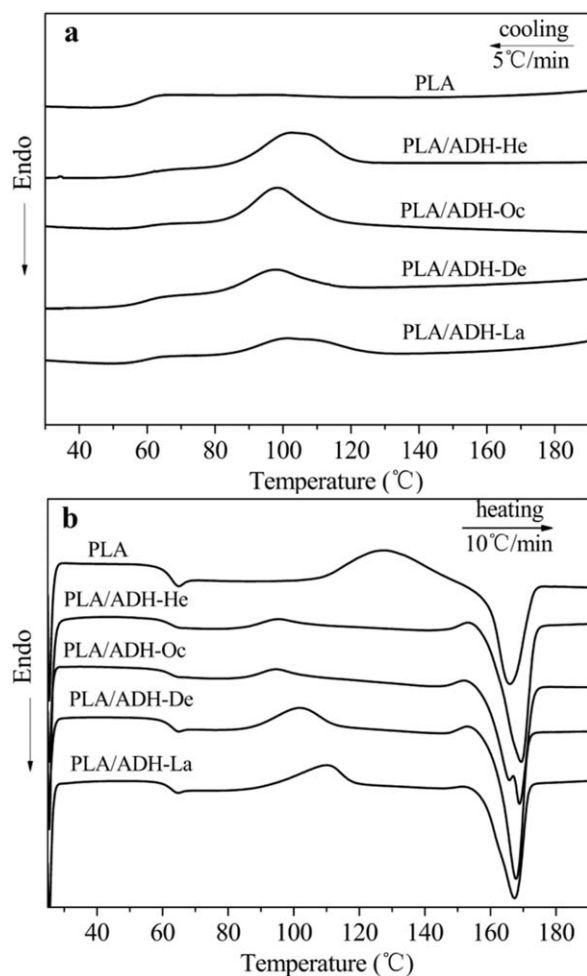 a
cooling
5℃/min
PLA
PLA/ADH-He
PLA/ADH-Oc
PLA/ADH-De
PLA/ADH-La
Endo
40 60 80 100 120 140 160 180
Temperature (℃)
b
heating
10℃/min
PLA
PLA/ADH-He
PLA/ADH-Oc
PLA/ADH-De
PLA/ADH-La
Endo
40 60 80 100 120 140 160 180
Temperature (℃)